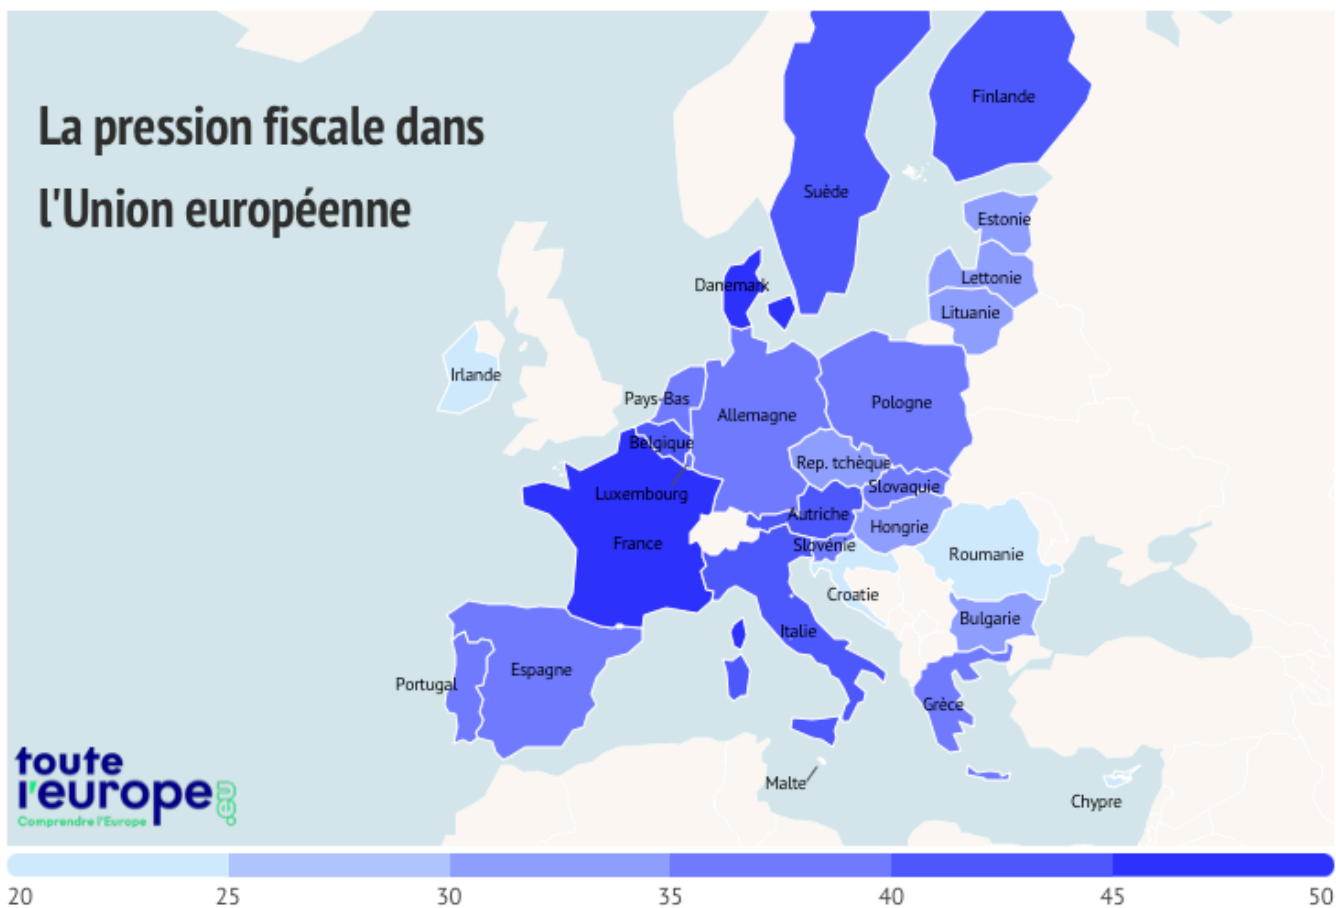 La pression fiscale dans
l'Union européenne
Finlande
Suède
Estonie
Lettonie
Danemark
Lituanie
Irlande
Pays-Bas
Allemagne
Pologne
Belgique
Rep. tchèque
Slovaquie
Luxembourg
Autriche
Hongrie
France
Slovénie
Roumanie
Croatie
Bulgarie
Italie
Espagne
Portugal
Grèce
Malte
Chypre
toute
l'europe.eu
Comprendre l'Europe
20 25 30 35 40 45 50